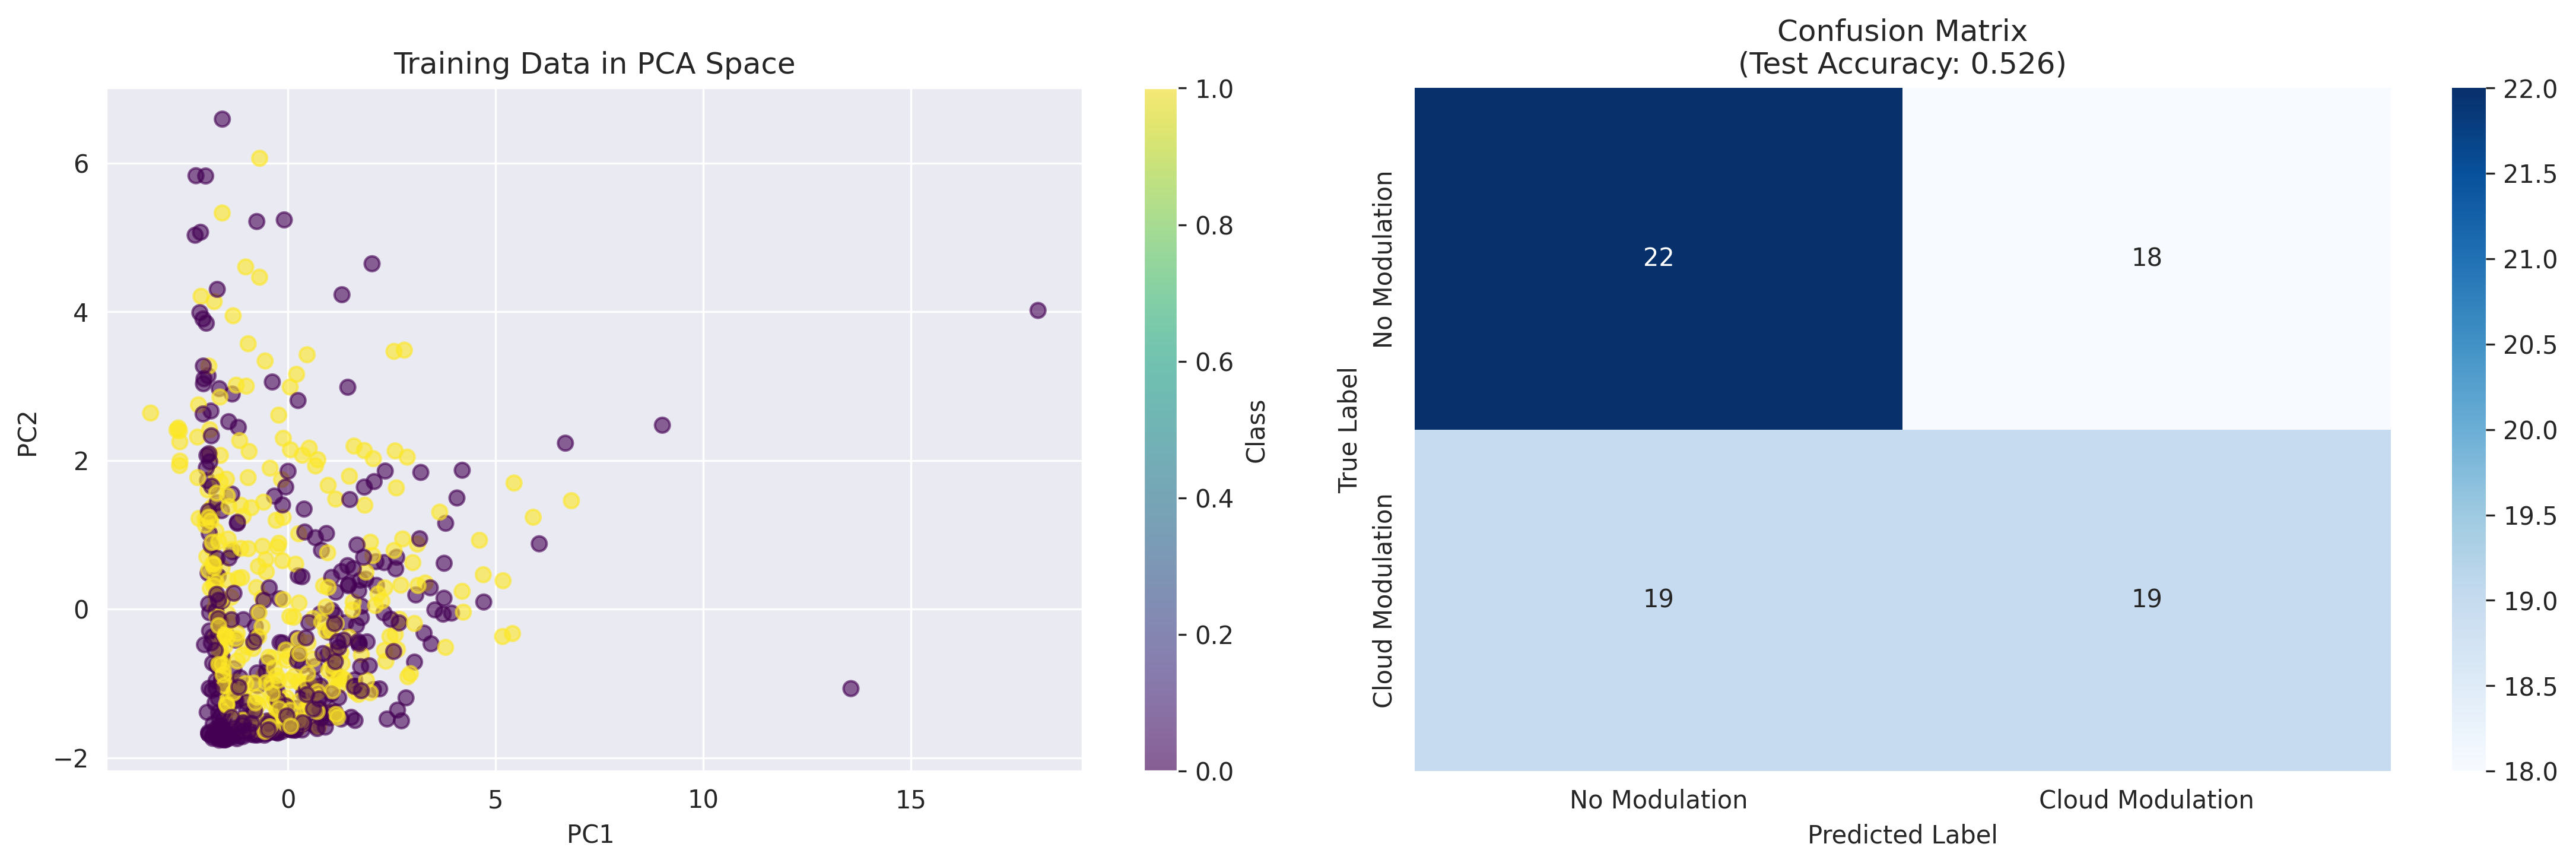 Training Data in PCA Space
6
4
2
0
−2
PC2
0
5
10
15
PC1
1.0
0.8
0.6
0.4
0.2
0.0
Class
Confusion Matrix
(Test Accuracy: 0.526)
True Label
No Modulation
Cloud Modulation
22
18
19
19
No Modulation
Cloud Modulation
Predicted Label
22.0
21.5
21.0
20.5
20.0
19.5
19.0
18.5
18.0